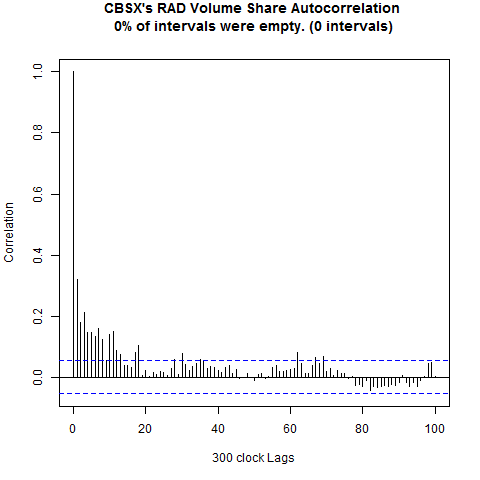 CBSX's RAD Volume Share Autocorrelation
0% of intervals were empty. (0 intervals)
Correlation
1.0
0.8
0.6
0.4
0.2
0.0
0 20 40 60 80 100
300 clock Lags